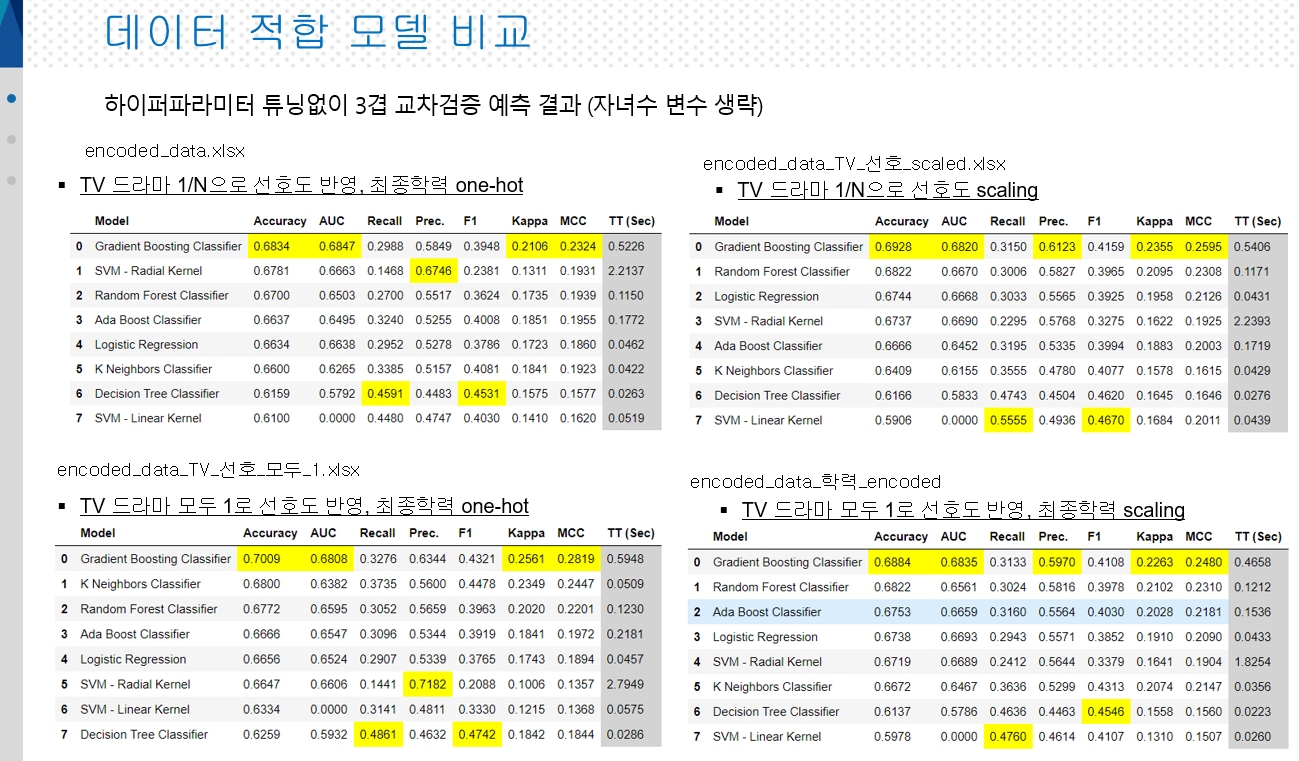 데이터 적합 모델 비교
하이퍼파라미터 튜닝없이 3겹 교차검증 예측 결과 (자녀수 변수 생략)
encoded_data.xlsx
▪ TV 드라마 1/N으로 선호도 반영, 최종학력 one-hot
Model Accuracy AUC Recall Prec. F1 Kappa MCC TT (Sec)
0 Gradient Boosting Classifier 0.6834 0.6847 0.2988 0.5849 0.3948 0.2106 0.2324 0.5226
1 SVM - Radial Kernel 0.6781 0.6663 0.1468 0.6746 0.2381 0.1311 0.1931 2.2137
2 Random Forest Classifier 0.6700 0.6503 0.2700 0.5517 0.3624 0.1735 0.1939 0.1150
3 Ada Boost Classifier 0.6637 0.6495 0.3240 0.5255 0.4008 0.1851 0.1955 0.1772
4 Logistic Regression 0.6634 0.6638 0.2952 0.5278 0.3786 0.1723 0.1860 0.0462
5 K Neighbors Classifier 0.6600 0.6265 0.3385 0.5157 0.4081 0.1841 0.1923 0.0422
6 Decision Tree Classifier 0.6159 0.5792 0.4591 0.4483 0.4531 0.1575 0.1577 0.0263
7 SVM - Linear Kernel 0.6100 0.0000 0.4480 0.4747 0.4030 0.1410 0.1620 0.0519
encoded_data_TV_선호_scaled.xlsx
▪ TV 드라마 1/N으로 선호도 scaling
Model Accuracy AUC Recall Prec. F1 Kappa MCC TT (Sec)
0 Gradient Boosting Classifier 0.6928 0.6820 0.3150 0.6123 0.4159 0.2355 0.2595 0.5406
1 Random Forest Classifier 0.6822 0.6670 0.3006 0.5827 0.3965 0.2095 0.2308 0.1171
2 Logistic Regression 0.6744 0.6668 0.3033 0.5565 0.3925 0.1958 0.2126 0.0431
3 SVM - Radial Kernel 0.6737 0.6690 0.2295 0.5768 0.3275 0.1622 0.1925 2.2393
4 Ada Boost Classifier 0.6666 0.6452 0.3195 0.5335 0.3994 0.1883 0.2003 0.1719
5 K Neighbors Classifier 0.6409 0.6155 0.3555 0.4780 0.4077 0.1578 0.1615 0.0429
6 Decision Tree Classifier 0.6166 0.5833 0.4743 0.4504 0.4620 0.1645 0.1646 0.0276
7 SVM - Linear Kernel 0.5906 0.0000 0.5555 0.4936 0.4670 0.1684 0.2011 0.0439
encoded_data_TV_선호_모두_1.xlsx
▪ TV 드라마 모두 1로 선호도 반영, 최종학력 one-hot
Model Accuracy AUC Recall Prec. F1 Kappa MCC TT (Sec)
0 Gradient Boosting Classifier 0.7009 0.6808 0.3276 0.6344 0.4321 0.2561 0.2819 0.5948
1 K Neighbors Classifier 0.6800 0.6382 0.3735 0.5600 0.4478 0.2349 0.2447 0.0509
2 Random Forest Classifier 0.6772 0.6595 0.3052 0.5659 0.3963 0.2020 0.2201 0.1230
3 Ada Boost Classifier 0.6666 0.6547 0.3096 0.5344 0.3919 0.1841 0.1972 0.2181
4 Logistic Regression 0.6656 0.6524 0.2907 0.5339 0.3765 0.1743 0.1894 0.0457
5 SVM - Radial Kernel 0.6647 0.6606 0.1441 0.7182 0.2088 0.1006 0.1357 2.7949
6 SVM - Linear Kernel 0.6334 0.0000 0.3141 0.4811 0.3330 0.1215 0.1368 0.0575
7 Decision Tree Classifier 0.6259 0.5932 0.4861 0.4632 0.4742 0.1842 0.1844 0.0286
encoded_data_학력_encoded
▪ TV 드라마 모두 1로 선호도 반영, 최종학력 scaling
Model Accuracy AUC Recall Prec. F1 Kappa MCC TT (Sec)
0 Gradient Boosting Classifier 0.6884 0.6835 0.3133 0.5970 0.4108 0.2263 0.2480 0.4658
1 Random Forest Classifier 0.6822 0.6561 0.3024 0.5816 0.3978 0.2102 0.2310 0.1212
2 Ada Boost Classifier 0.6753 0.6659 0.3160 0.5564 0.4030 0.2028 0.2181 0.1536
3 Logistic Regression 0.6738 0.6693 0.2943 0.5571 0.3852 0.1910 0.2090 0.0433
4 SVM - Radial Kernel 0.6719 0.6689 0.2412 0.5644 0.3379 0.1641 0.1904 1.8254
5 K Neighbors Classifier 0.6672 0.6467 0.3636 0.5299 0.4313 0.2074 0.2147 0.0356
6 Decision Tree Classifier 0.6137 0.5786 0.4636 0.4463 0.4546 0.1558 0.1560 0.0223
7 SVM - Linear Kernel 0.5978 0.0000 0.4760 0.4614 0.4107 0.1310 0.1507 0.0260